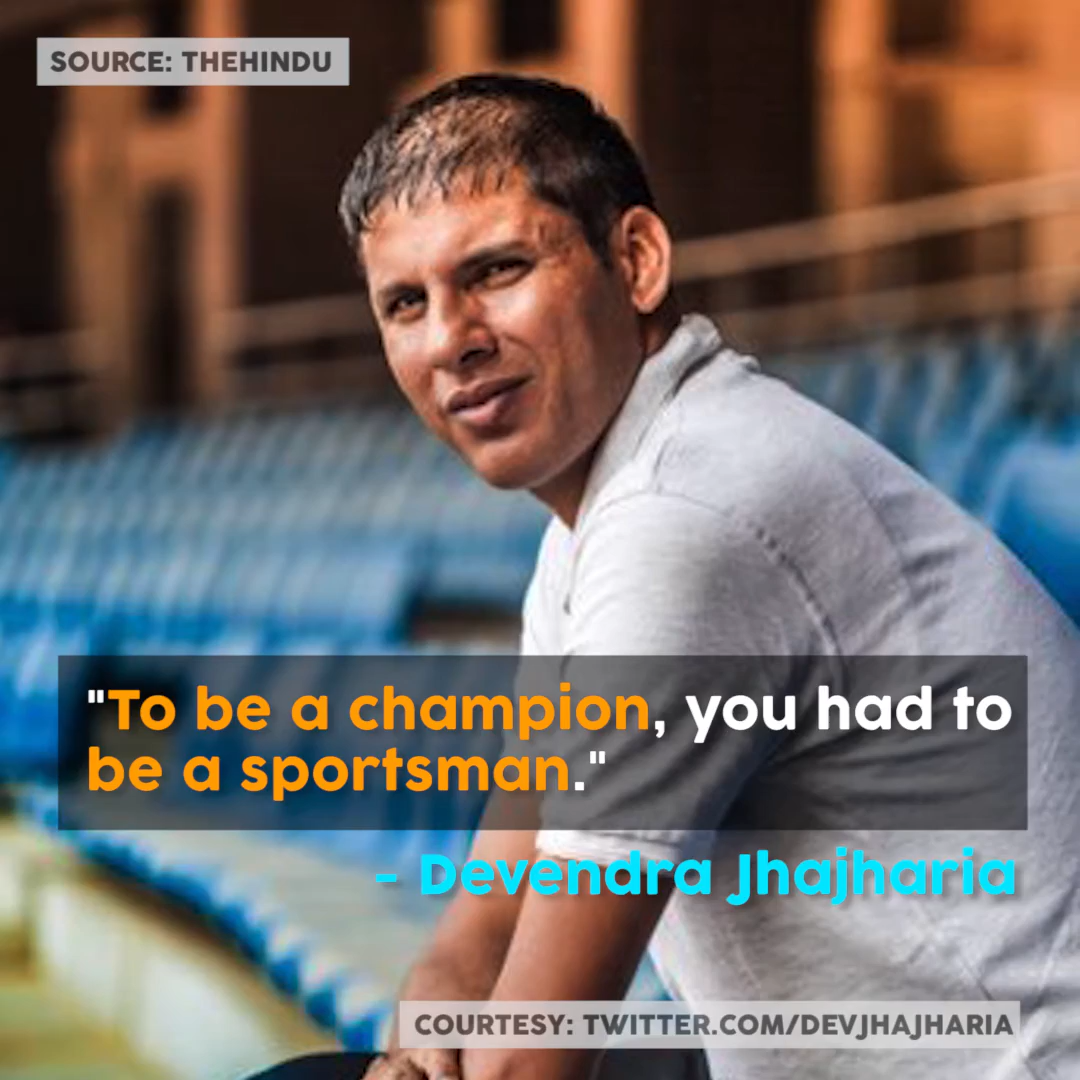 SOURCE: THEHINDU
"To be a champion, you had to
be a sportsman."
- Devendra Jhajharia
COURTESY: TWITTER.COM/DEVJHAJHARIA